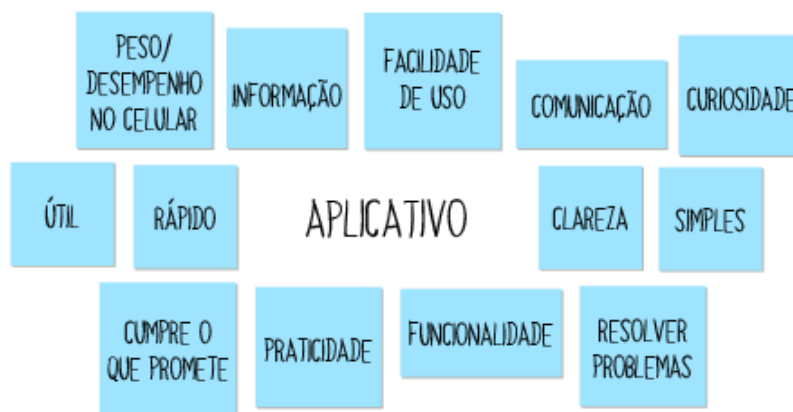 PESO/
DESEMPENHO
NO CELULAR
INFORMAÇÃO
FACILIDADE
DE USO
COMUNICAÇÃO
CURIOSIDADE
ÚTIL
RÁPIDO
APLICATIVO
CLAREZA
SIMPLES
CUMPRE O
QUE PROMETE
PRATICIDADE
FUNCIONALIDADE
RESOLVER
PROBLEMAS